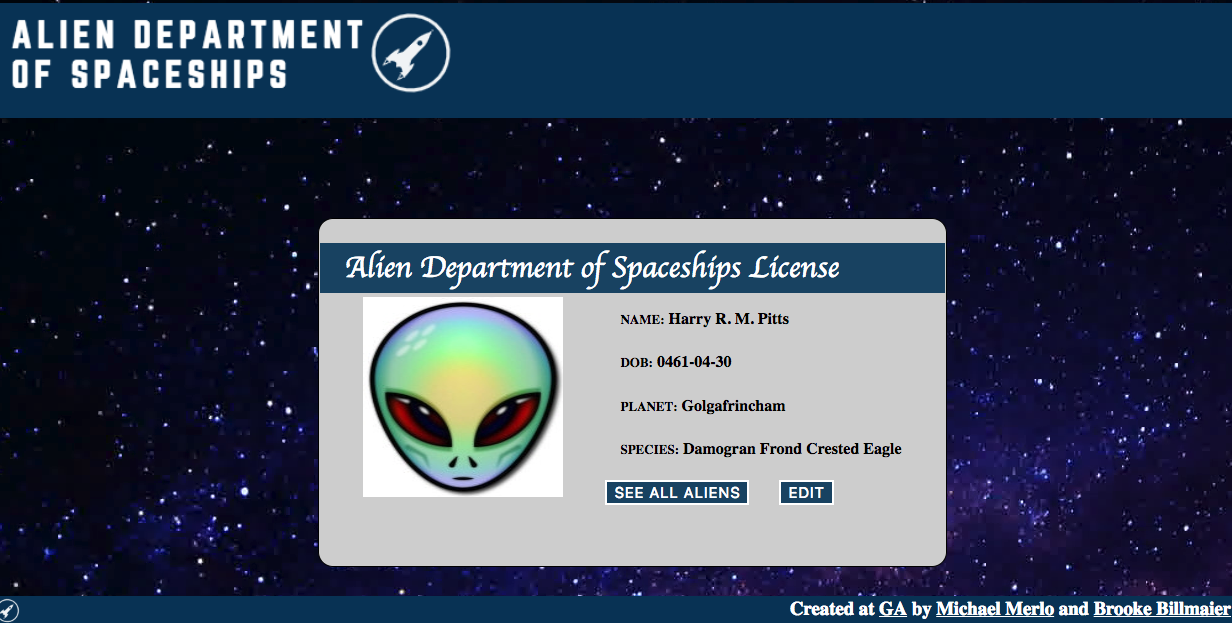 ALIEN DEPARTMENT
OF SPACESHIPS
Alien Department of Spaceships License
NAME: Harry R. M. Pitts
DOB: 0461-04-30
PLANET: Golgafrincham
SPECIES: Damogran Frond Crested Eagle
SEE ALL ALIENS EDIT
Created at GA by Michael Merlo and Brooke Billmaier